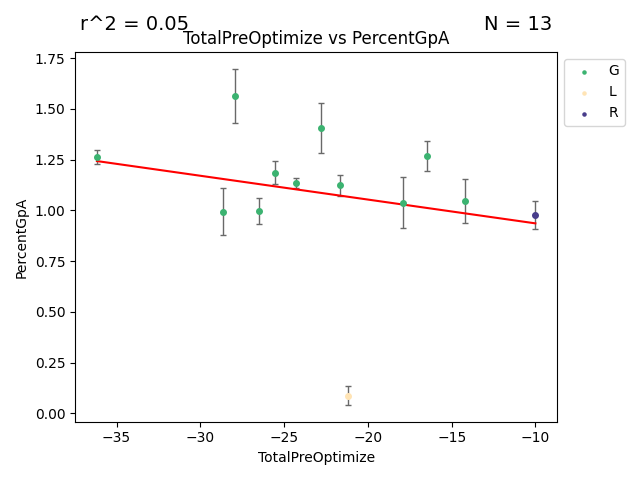 r^2 = 0.05
N = 13
TotalPreOptimize vs PercentGpA
G
L
R
PercentGpA
1.75
1.50
1.25
1.00
0.75
0.50
0.25
0.00
−35
−30
−25
−20
−15
−10
TotalPreOptimize